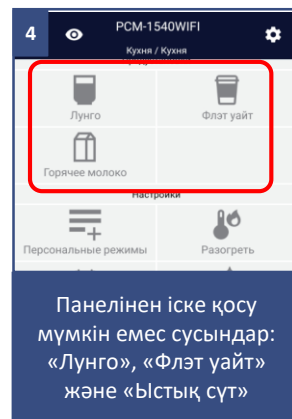 4
PCM-1540WIFI
Кухня / Кухня
Лунго
Флэт уайт
Горячее молоко
Настройки
Персональные режимы
Разогреть
Панелінен іске қосу
мүмкін емес сусындар:
«Лунго», «Флэт уайт»
және «Ыстық сүт»